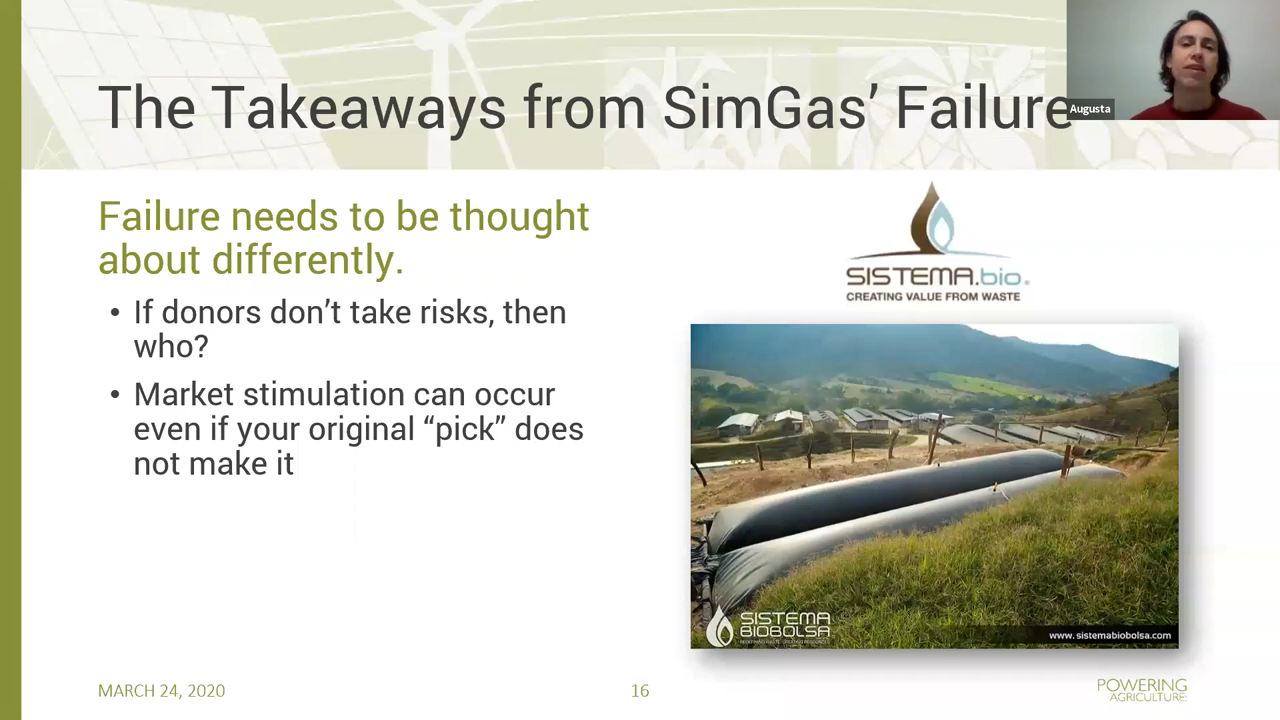 The Takeaways from SimGas’ Failure
Augusta
Failure needs to be thought
about differently.
• If donors don’t take risks, then
who?
• Market stimulation can occur
even if your original “pick” does
not make it
SISTEMA.bio.
CREATING VALUE FROM WASTE
SISTEMA
BIOBOLSA
www.sistemabiobolsa.com
MARCH 24, 2020
16
POWERING
AGRICULTURE: